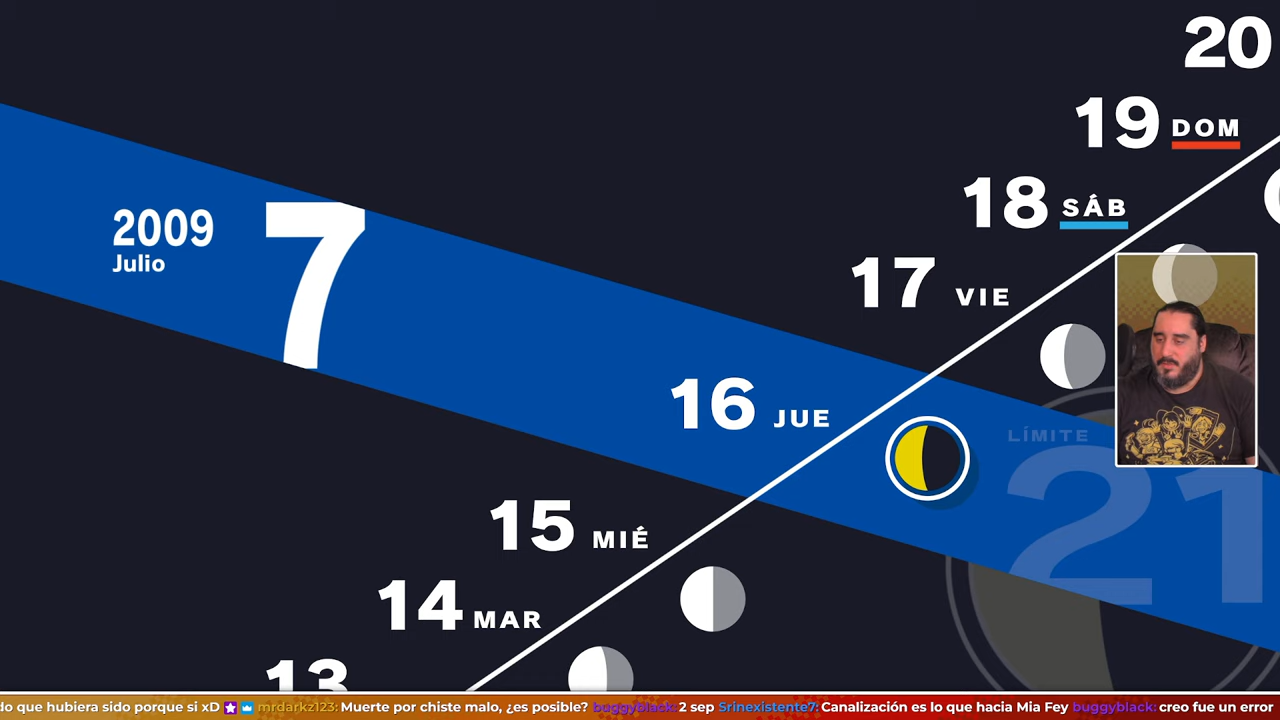 20
19 DOM
18 SÁB
17 VIE
2009
Julio
7
16 JUE
LÍMITE
21
15 MIÉ
14 MAR
13
do que hubiera sido porque si xD mrdarkz123: Muerte por chiste malo, ¿es posible? buggyblack: 2 sep Srinexistente7: Canalización es lo que hacia Mia Fey buggyblack: creo fue un error